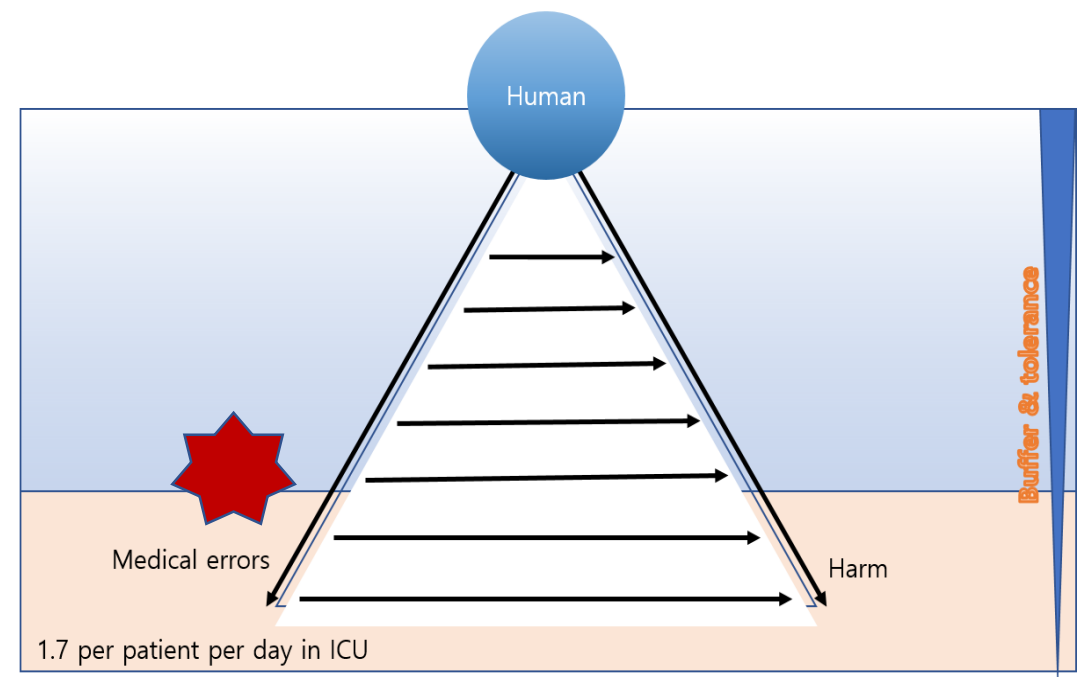 Human
Buffer & tolerance
Medical errors
Harm
1.7 per patient per day in ICU